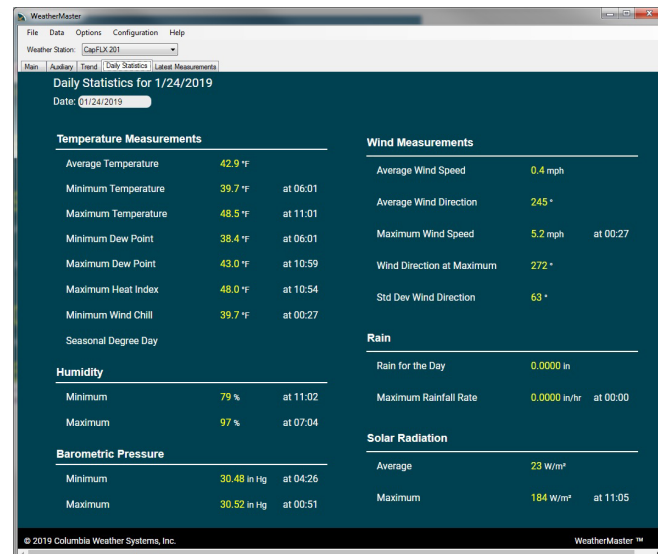 WeatherMaster
File Data Options Configuration Help
Weather Station: CapFLX 201
Main Auxiliary Trend Daily Statistics Latest Measurements
Daily Statistics for 1/24/2019
Date: 01/24/2019
Temperature Measurements
Average Temperature 42.9 °F
Minimum Temperature 39.7 °F at 06:01
Maximum Temperature 48.5 °F at 11:01
Minimum Dew Point 38.4 °F at 06:01
Maximum Dew Point 43.0 °F at 10:59
Maximum Heat Index 48.0 °F at 10:54
Minimum Wind Chill 39.7 °F at 00:27
Seasonal Degree Day
Humidity
Minimum 79 % at 11:02
Maximum 97 % at 07:04
Barometric Pressure
Minimum 30.48 in Hg at 04:26
Maximum 30.52 in Hg at 00:51
Wind Measurements
Average Wind Speed 0.4 mph
Average Wind Direction 245 °
Maximum Wind Speed 5.2 mph at 00:27
Wind Direction at Maximum 272 °
Std Dev Wind Direction 63 °
Rain
Rain for the Day 0.0000 in
Maximum Rainfall Rate 0.0000 in/hr at 00:00
Solar Radiation
Average 23 W/m²
Maximum 184 W/m² at 11:05
© 2019 Columbia Weather Systems, Inc. WeatherMaster ™